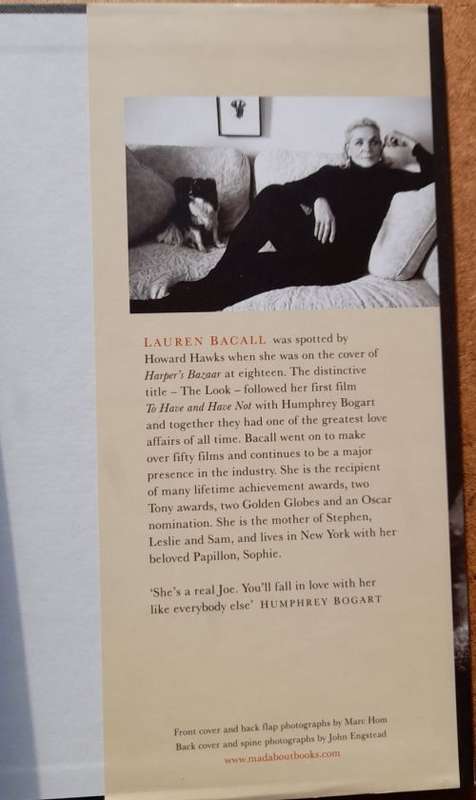 LAUREN BACALL was spotted by
Howard Hawks when she was on the cover of
Harper's Bazaar at eighteen. The distinctive
title – The Look – followed her first film
To Have and Have Not with Humphrey Bogart
and together they had one of the greatest love
affairs of all time. Bacall went on to make
over fifty films and continues to be a major
presence in the industry. She is the recipient
of many lifetime achievement awards, two
Tony awards, two Golden Globes and an Oscar
nomination. She is the mother of Stephen,
Leslie and Sam, and lives in New York with her
beloved Papillon, Sophie.
'She's a real Joe. You'll fall in love with her
like everybody else' HUMPHREY BOGART
Front cover and back flap photographs by Marc Hom
Back cover and spine photographs by John Engstead
www.madaboutbooks.com